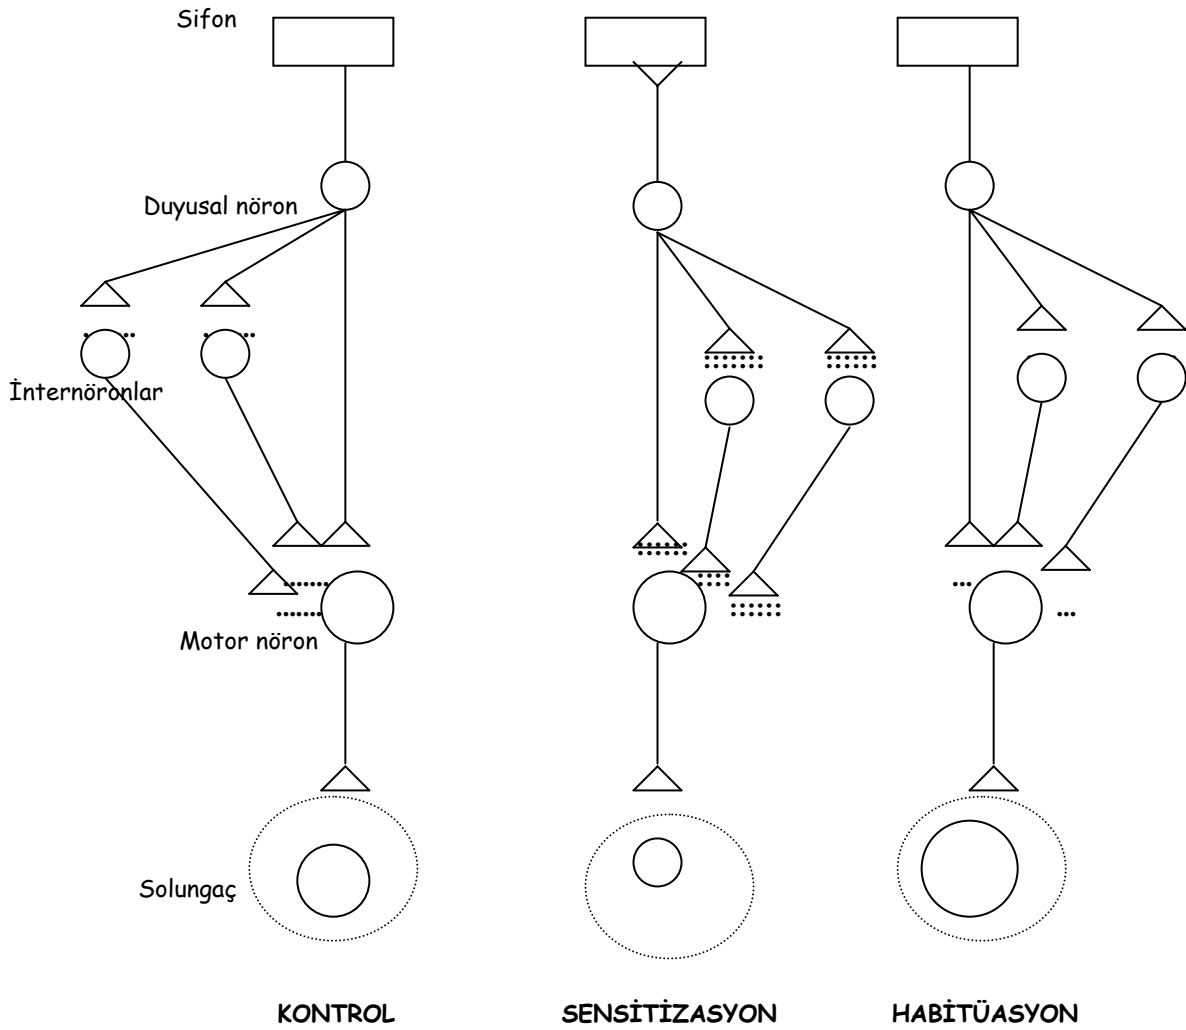 Sifon
Duyusal nöron
İnternöronlar
Motor nöron
Solungaç
KONTROL
SENSİTİZASYON
HABİTÜASYON